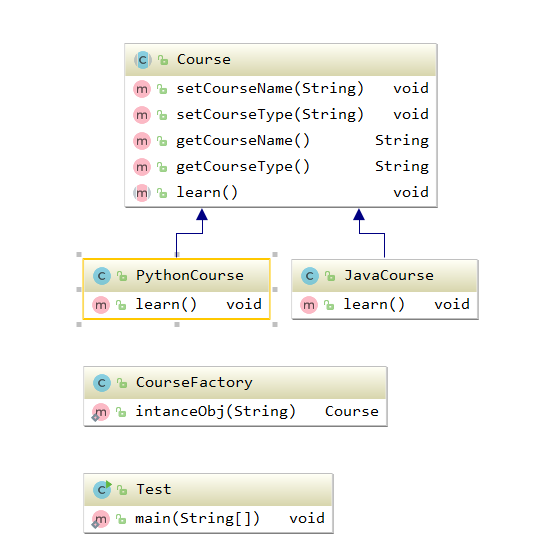 Course
setCourseName(String) void
setCourseType(String) void
getCourseName() String
getCourseType() String
learn() void
PythonCourse
learn() void
JavaCourse
learn() void
CourseFactory
intanceObj(String) Course
Test
main(String[]) void